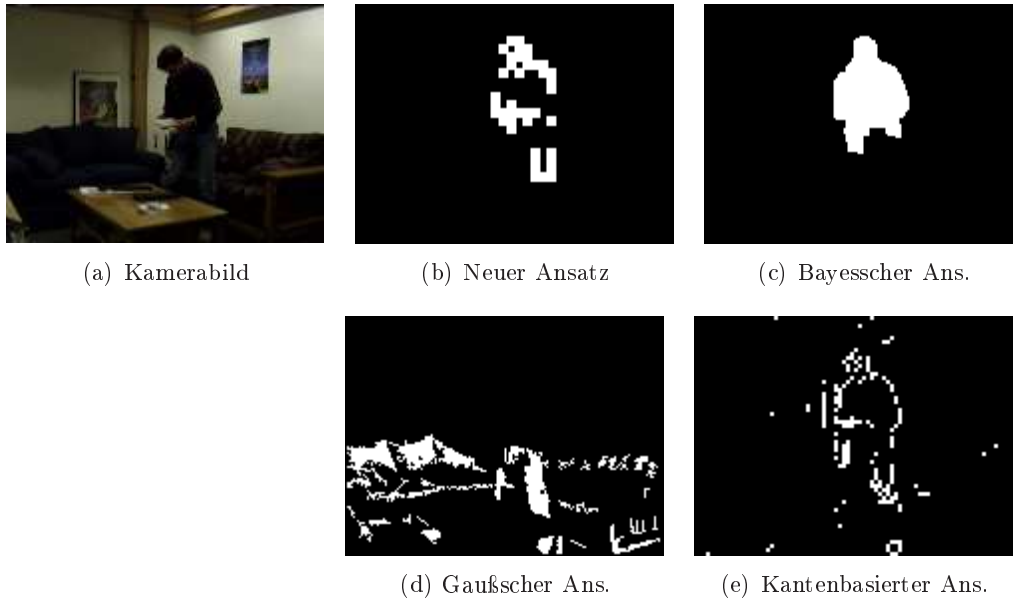 (a) Kamerabild
(b) Neuer Ansatz
(c) Bayesscher Ans.
(d) Gaußscher Ans.
(e) Kantenbasierter Ans.